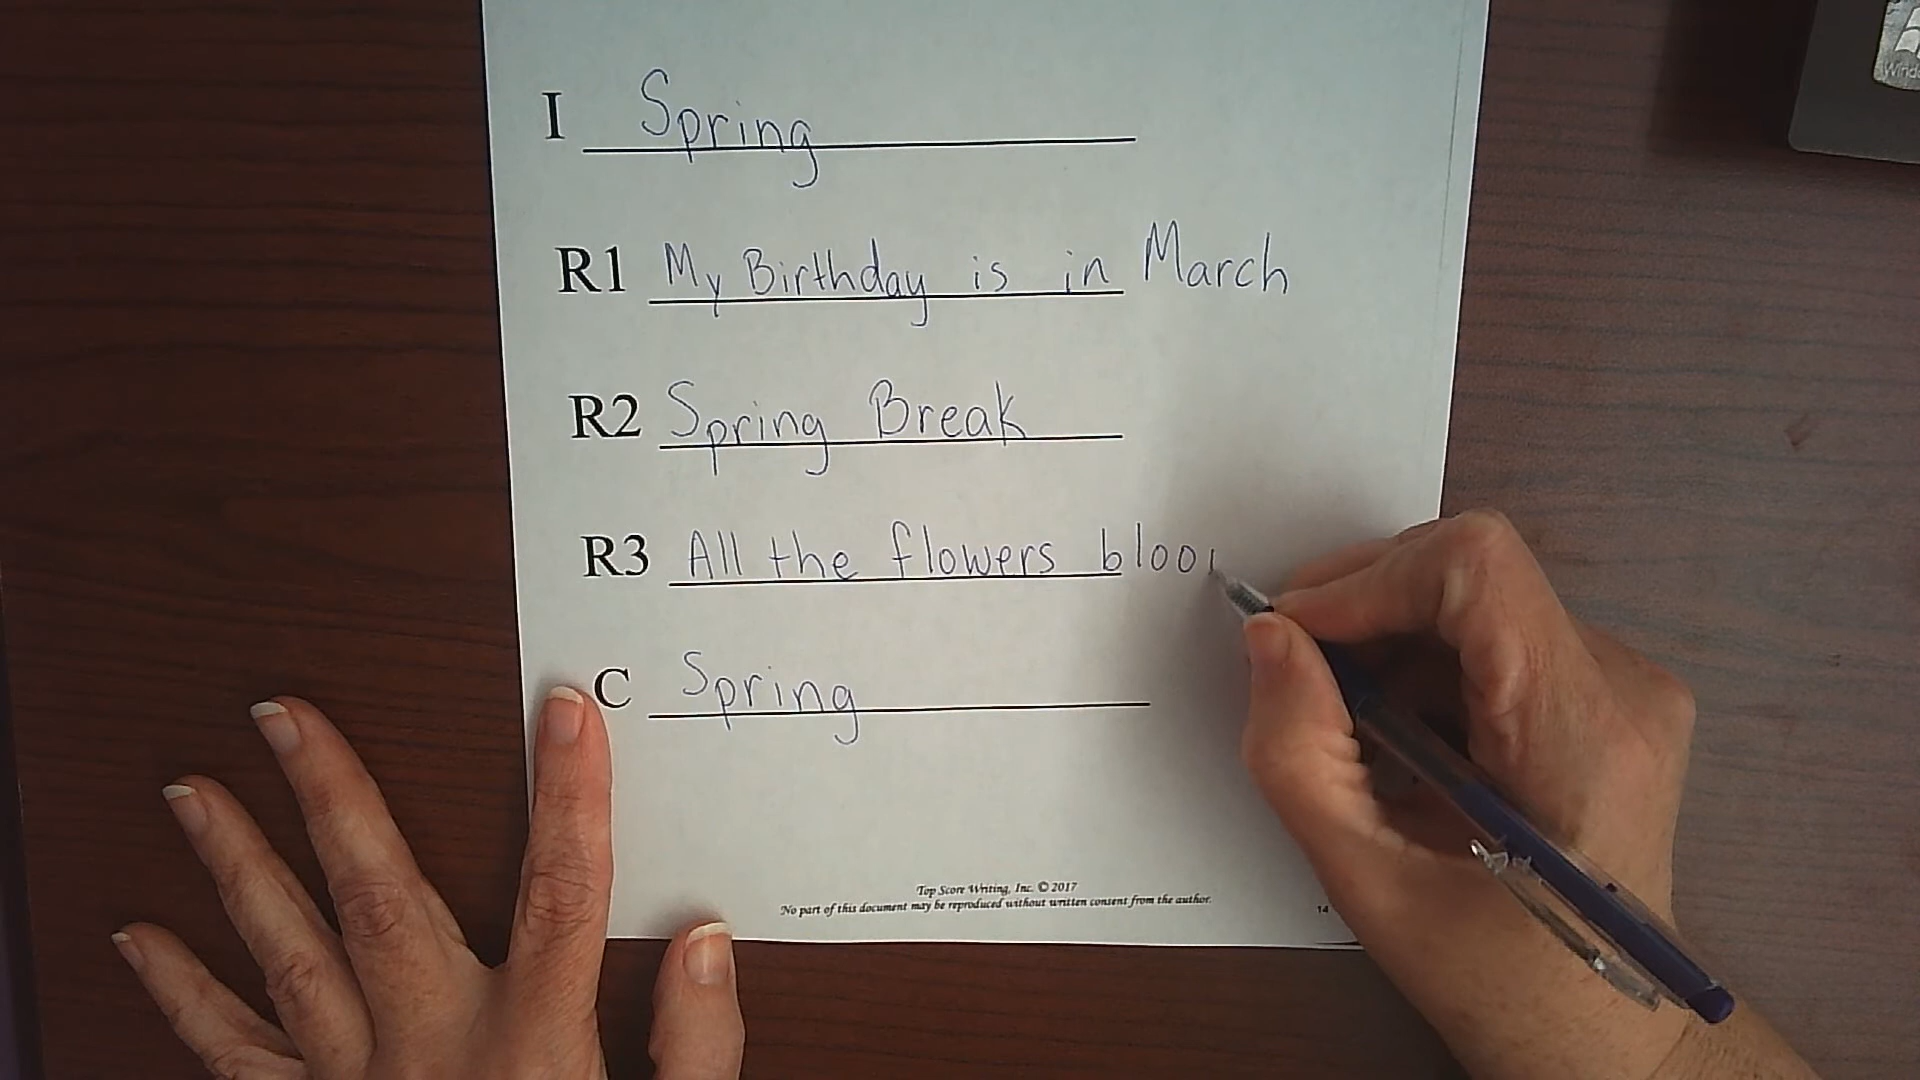 I Spring
R1 My Birthday is in March
R2 Spring Break
R3 All the flowers bloo
C Spring
Top Score Writing, Inc. © 2017
No part of this document may be reproduced without written consent from the author.
14